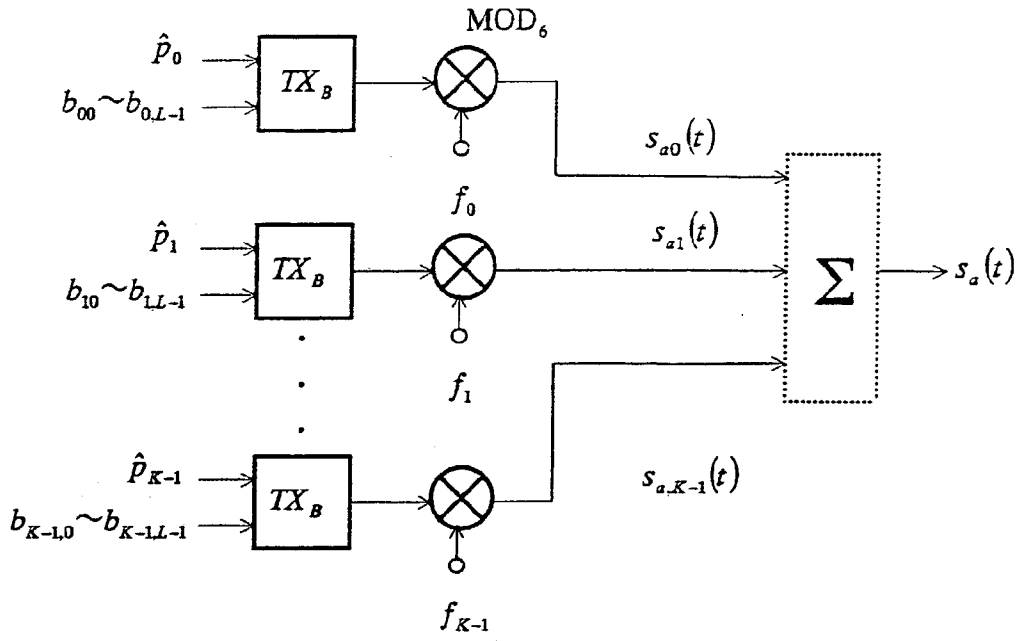 MOD₆
p̂₀
TX_B
b₀₀~b₀,L-1
f₀
s_a0(t)
p̂₁
TX_B
b₁₀~b₁,L-1
f₁
s_a1(t)
Σ
s_a(t)
p̂_K-1
TX_B
b_K-1,0~b_K-1,L-1
f_K-1
s_a,K-1(t)